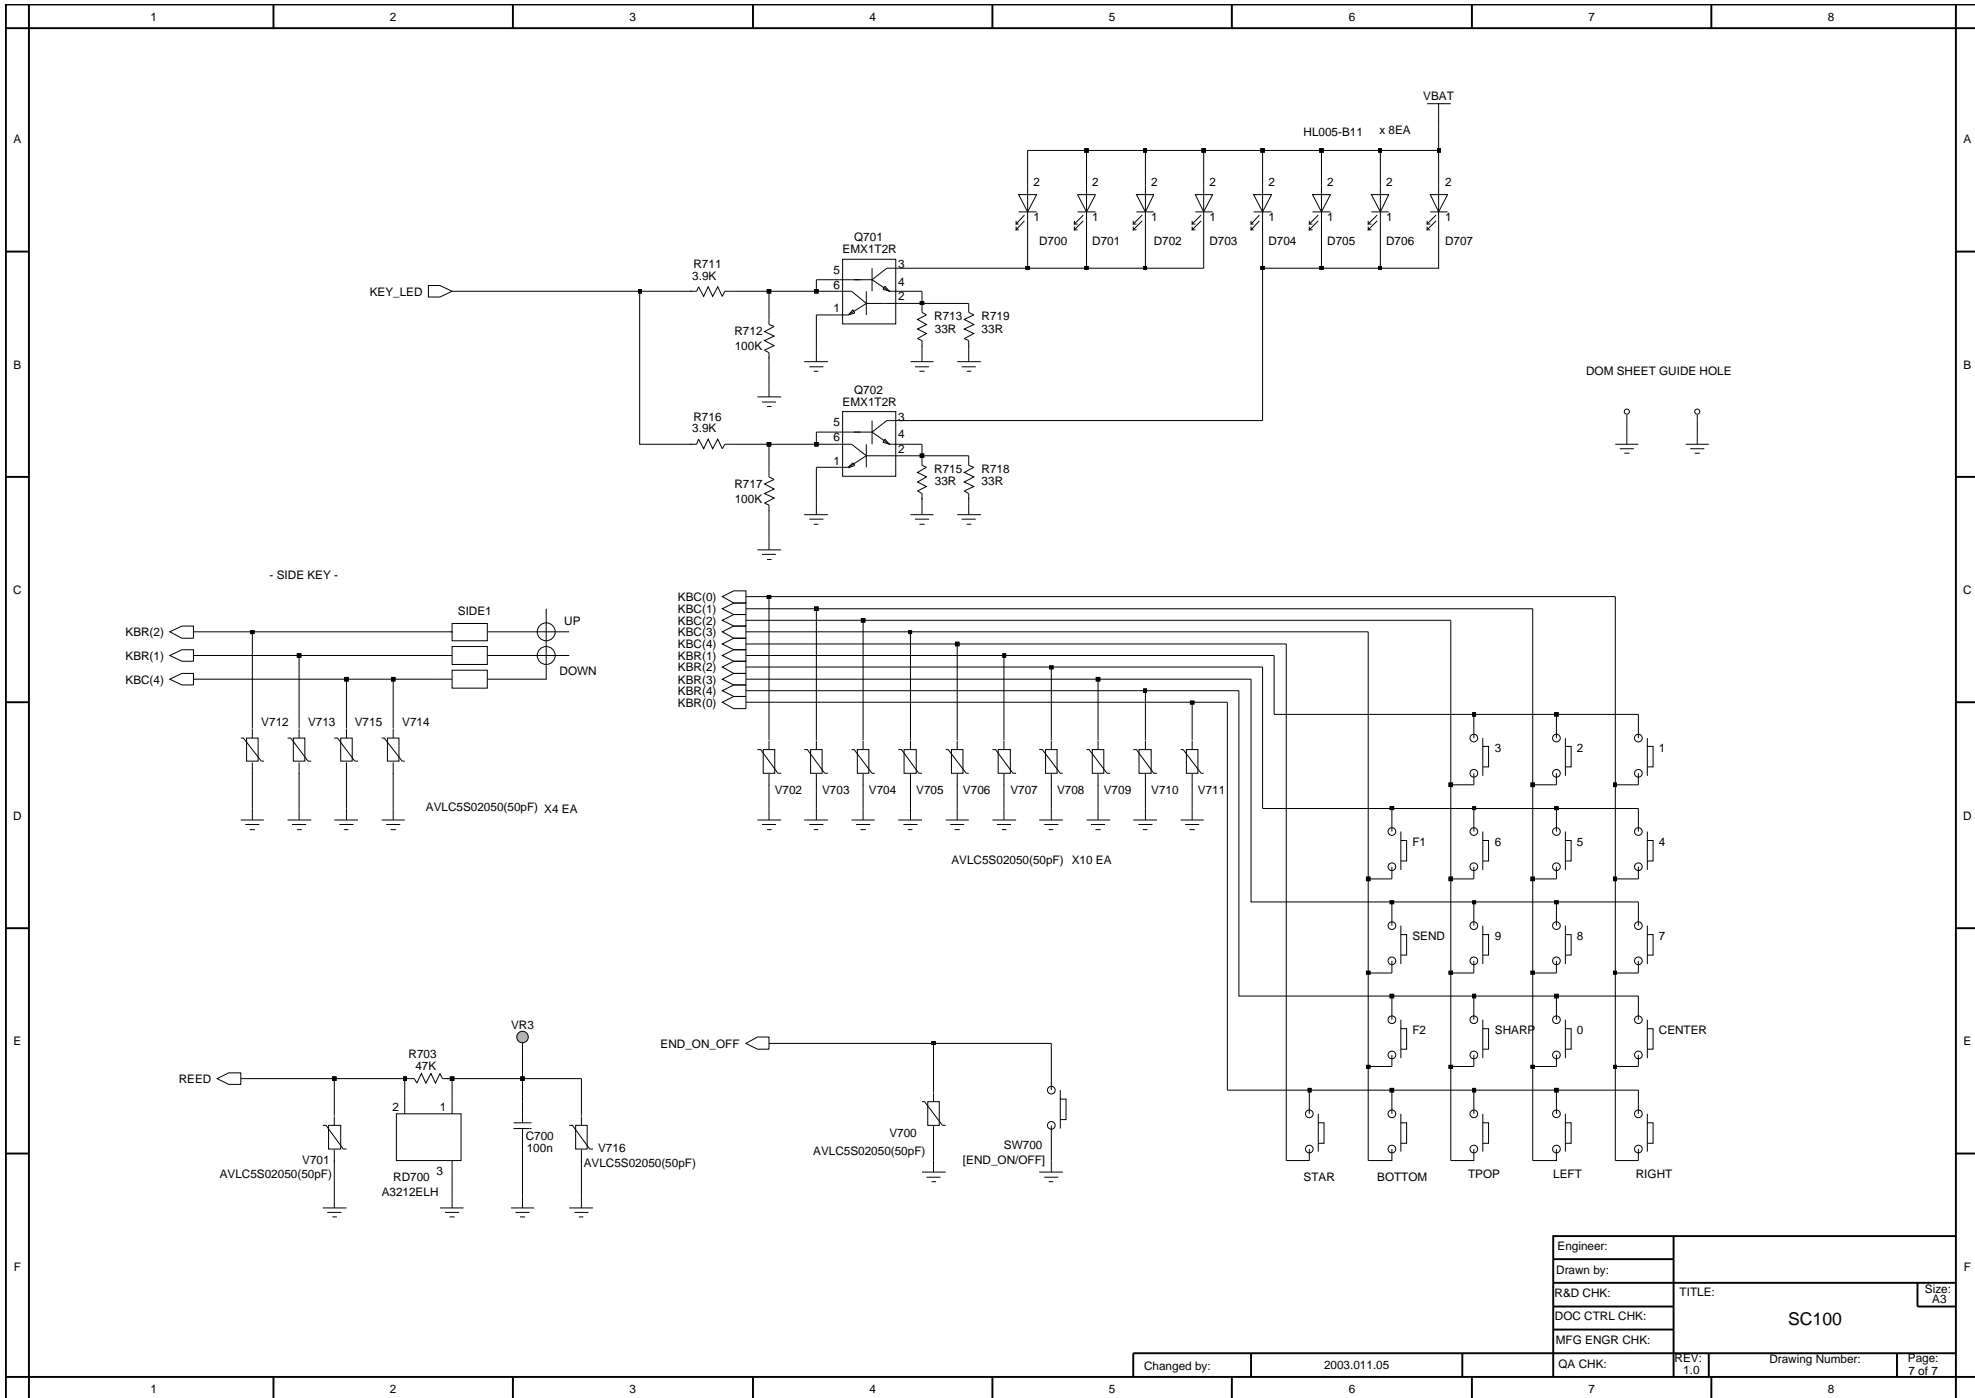 1 2 3 4 5 6 7 8
A A
B B
C C
D D
E E
F F
VBAT
HL005-B11 x 8EA
2 2 2 2 2 2 2 2
1 1 1 1 1 1 1 1
D700 D701 D702 D703 D704 D705 D706 D707
Q701
EMX1T2R
R711
3.9K
KEY_LED
5
6
1
3
4
2
R712
100K
R713
33R
R719
33R
Q702
EMX1T2R
R716
3.9K
5
6
1
3
4
2
R717
100K
R715
33R
R718
33R
DOM SHEET GUIDE HOLE
- SIDE KEY -
SIDE1
UP
DOWN
KBR(2)
KBR(1)
KBC(4)
V712 V713 V715 V714
AVLC5S02050(50pF) X4 EA
KBC(0)
KBC(1)
KBC(2)
KBC(3)
KBC(4)
KBR(1)
KBR(2)
KBR(3)
KBR(4)
KBR(0)
V702 V703 V704 V705 V706 V707 V708 V709 V710 V711
AVLC5S02050(50pF) X10 EA
3 2 1
F1 6 5 4
SEND 9 8 7
F2 SHARP 0 CENTER
STAR BOTTOM TPOP LEFT RIGHT
VR3
R703
47K
REED
2 1
3
V701
AVLC5S02050(50pF)
RD700
A3212ELH
C700
100n
V716
AVLC5S02050(50pF)
END_ON_OFF
V700
AVLC5S02050(50pF)
SW700
[END_ON/OFF]
Engineer:
Drawn by:
R&D CHK:
DOC CTRL CHK:
MFG ENGR CHK:
QA CHK:
TITLE:
SC100
Size:
A3
Changed by:
2003.011.05
REV:
1.0
Drawing Number:
Page:
7 of 7
1 2 3 4 5 6 7 8